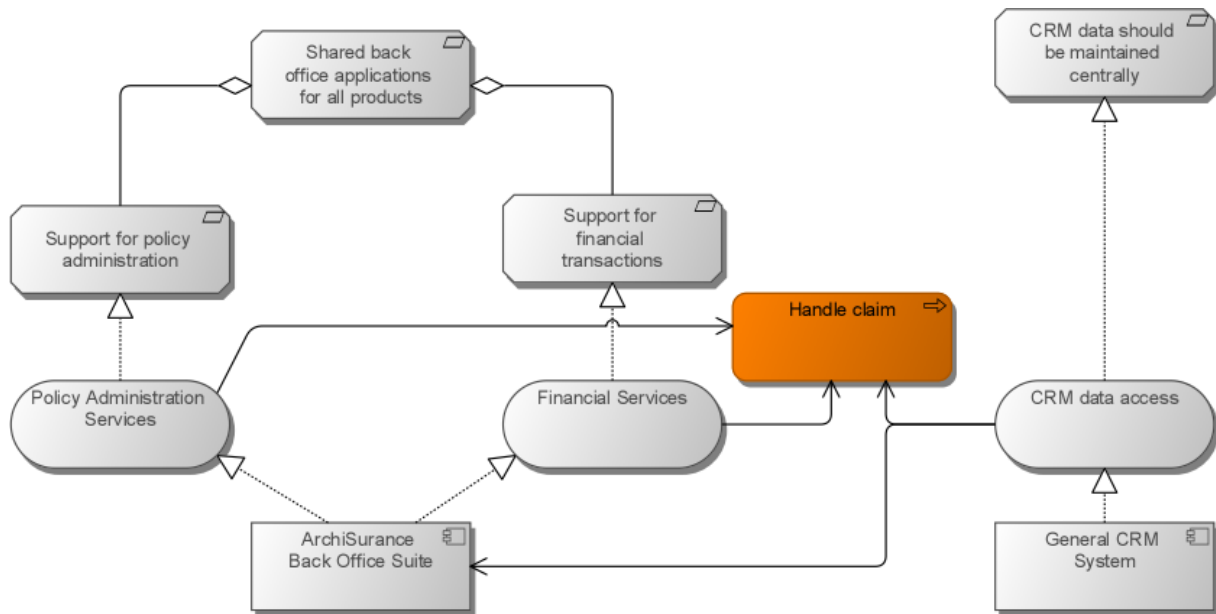 Shared back
office applications
for all products
CRM data should
be maintained
centrally
Support for policy
administration
Support for
financial
transactions
Handle claim
Policy Administration
Services
Financial Services
CRM data access
ArchiSurance
Back Office Suite
General CRM
System